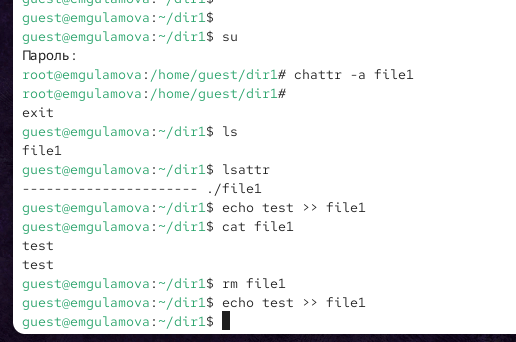 guest@emgulamova:~/dir1$
guest@emgulamova:~/dir1$
guest@emgulamova:~/dir1$ su
Пароль:
root@emgulamova:/home/guest/dir1# chattr -a file1
root@emgulamova:/home/guest/dir1#
exit
guest@emgulamova:~/dir1$ ls
file1
guest@emgulamova:~/dir1$ lsattr
---------------------- ./file1
guest@emgulamova:~/dir1$ echo test >> file1
guest@emgulamova:~/dir1$ cat file1
test
test
guest@emgulamova:~/dir1$ rm file1
guest@emgulamova:~/dir1$ echo test >> file1
guest@emgulamova:~/dir1$